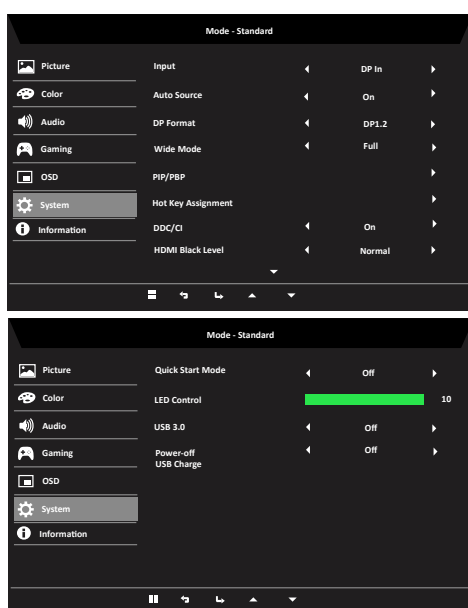 Mode - Standard
Picture
Input
DP In
Color
Auto Source
On
Audio
DP Format
DP1.2
Gaming
Wide Mode
Full
OSD
PIP/PBP
System
Hot Key Assignment
Information
DDC/CI
On
HDMI Black Level
Normal
Mode - Standard
Picture
Quick Start Mode
Off
Color
LED Control
10
Audio
USB 3.0
Off
Gaming
Power-off
USB Charge
Off
OSD
System
Information